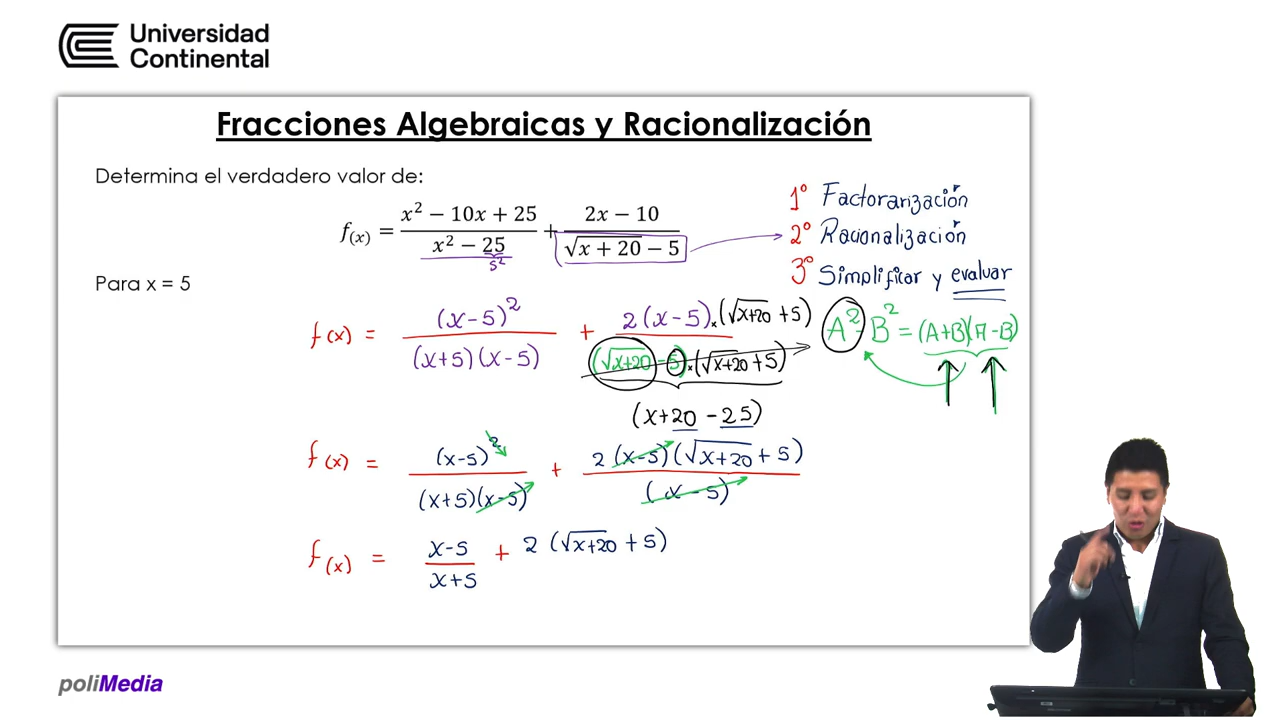 Universidad
Continental
Fracciones Algebraicas y Racionalización
Determina el verdadero valor de:
f(x) = (x² − 10x + 25)/(x² − 25) + (2x − 10)/(√(x + 20) − 5)
5²
1° Factorarización
2° Racionalización
3° Simplificar y evaluar
Para x = 5
f(x) = (x-5)²/((x+5)(x-5)) + 2(x-5)×(√(x+20) + 5)/((√(x+20) - 5)×(√(x+20) + 5))
A² - B² = (A+B)(A-B)
(x+20 - 25)
f(x) = (x-5)²/((x+5)(x-5)) + 2(x-5)(√(x+20) + 5)/(x-5)
f(x) = (x-5)/(x+5) + 2(√(x+20) + 5)
poliMedia